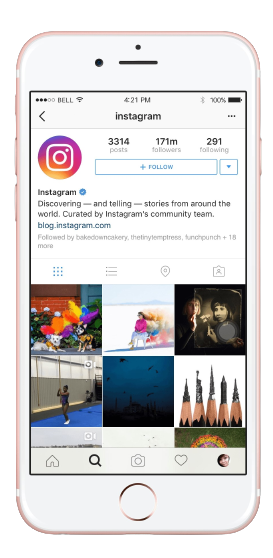 BELL 4:21 PM 100%
instagram
3314 171m 291
posts followers following
+ FOLLOW
Instagram
Discovering — and telling — stories from around the
world. Curated by Instagram's community team.
blog.instagram.com
Followed by bakedowncakery, thetinytemptress, funchpunch + 18
more